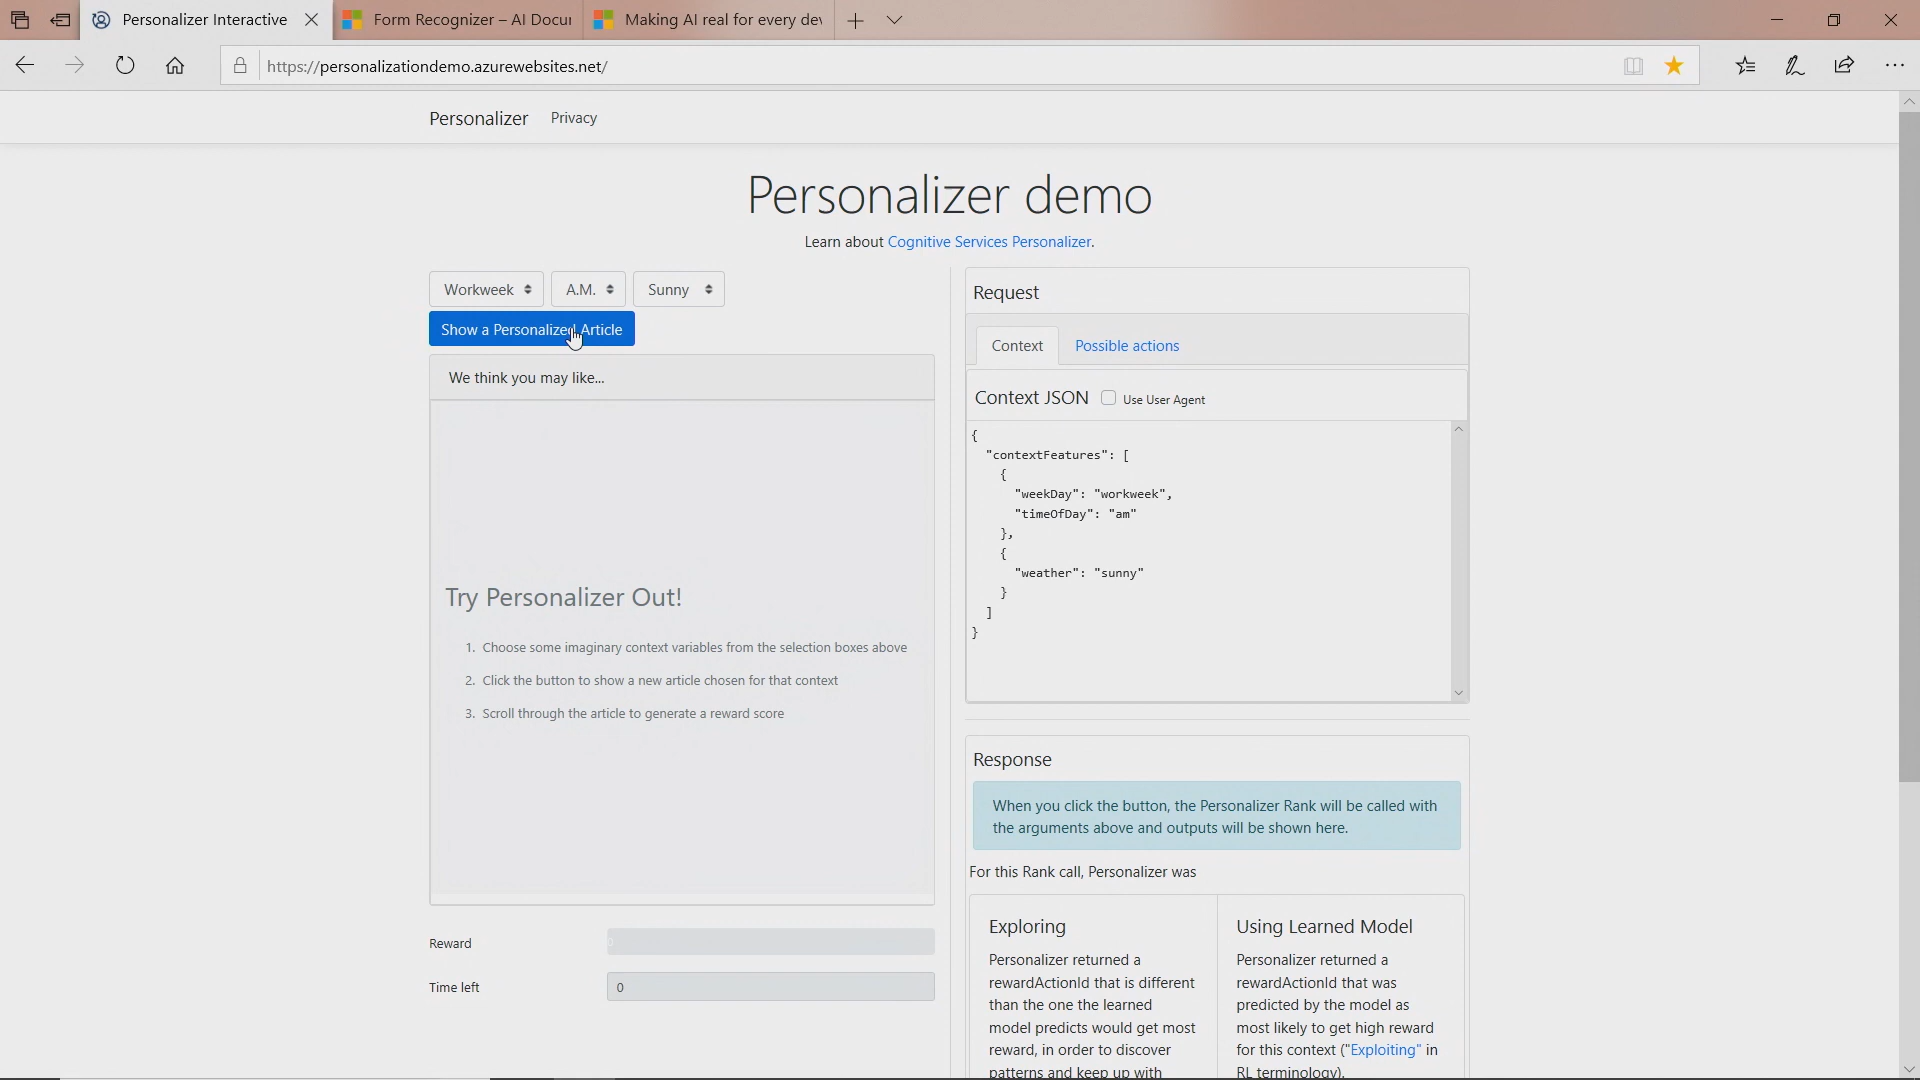 Personalizer Interactive
Form Recognizer – AI Docu
Making AI real for every dev
https://personalizationdemo.azurewebsites.net/
Personalizer Privacy
Personalizer demo
Learn about Cognitive Services Personalizer.
Workweek A.M. Sunny
Show a Personalized Article
We think you may like...
Try Personalizer Out!
1. Choose some imaginary context variables from the selection boxes above
2. Click the button to show a new article chosen for that context
3. Scroll through the article to generate a reward score
Reward
Time left 0
Request
Context Possible actions
Context JSON Use User Agent
{
"contextFeatures": [
{
"weekDay": "workweek",
"timeOfDay": "am"
},
{
"weather": "sunny"
}
]
}
Response
When you click the button, the Personalizer Rank will be called with
the arguments above and outputs will be shown here.
For this Rank call, Personalizer was
Exploring
Personalizer returned a
rewardActionId that is different
than the one the learned
model predicts would get most
reward, in order to discover
patterns and keep up with
Using Learned Model
Personalizer returned a
rewardActionId that was
predicted by the model as
most likely to get high reward
for this context ("Exploiting" in
RL terminology).